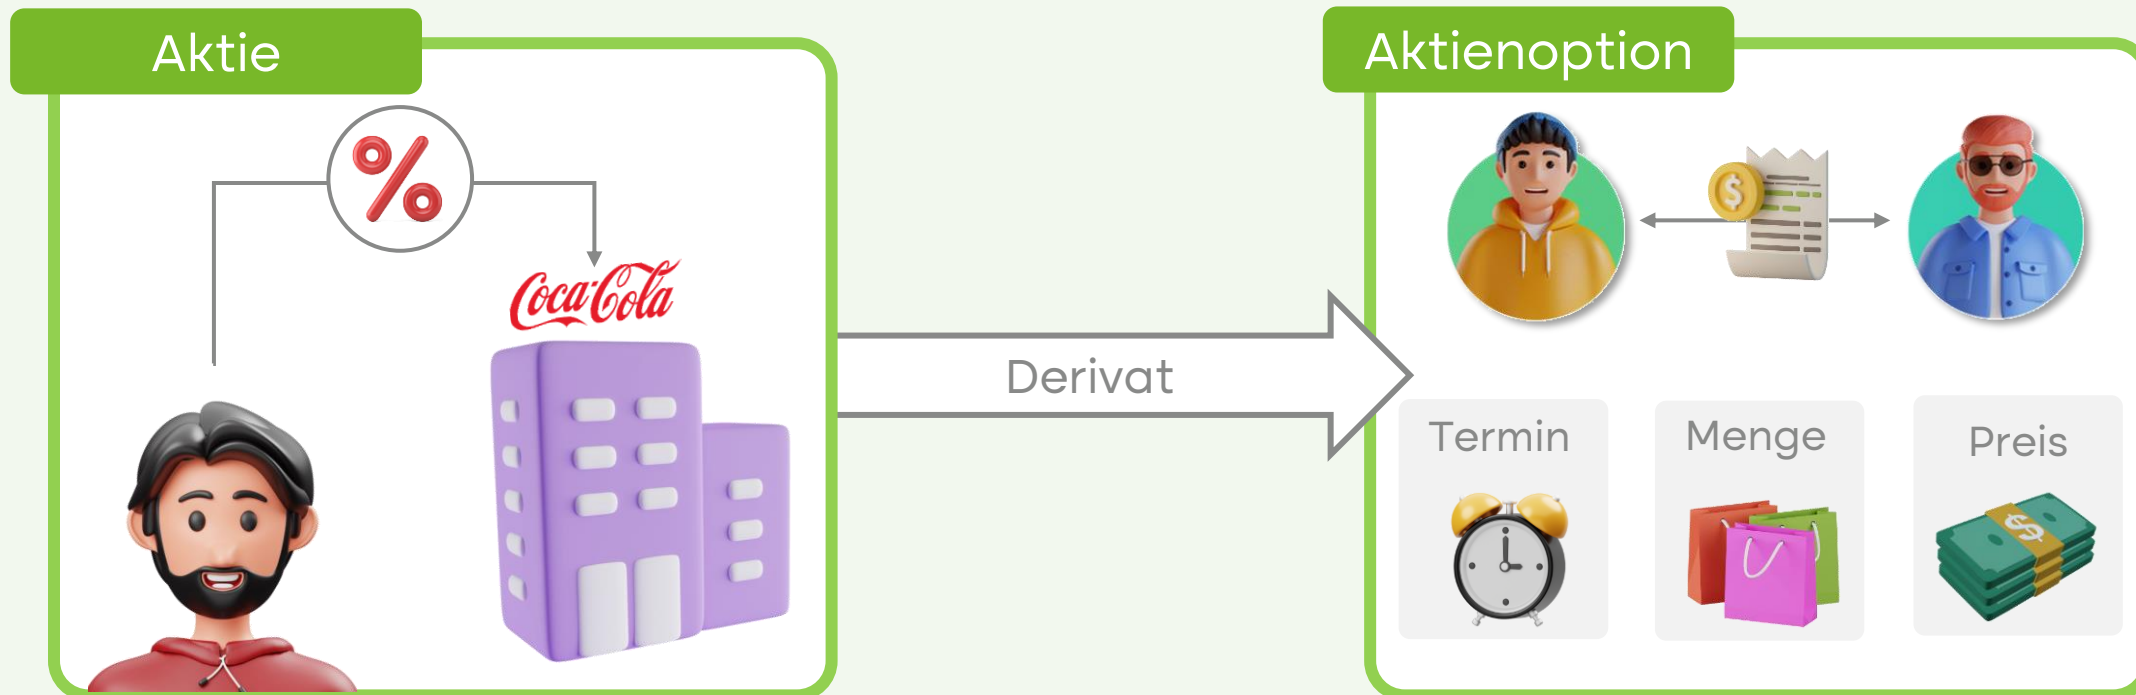 Aktie
Aktienoption
Coca-Cola
Derivat
Termin
Menge
Preis